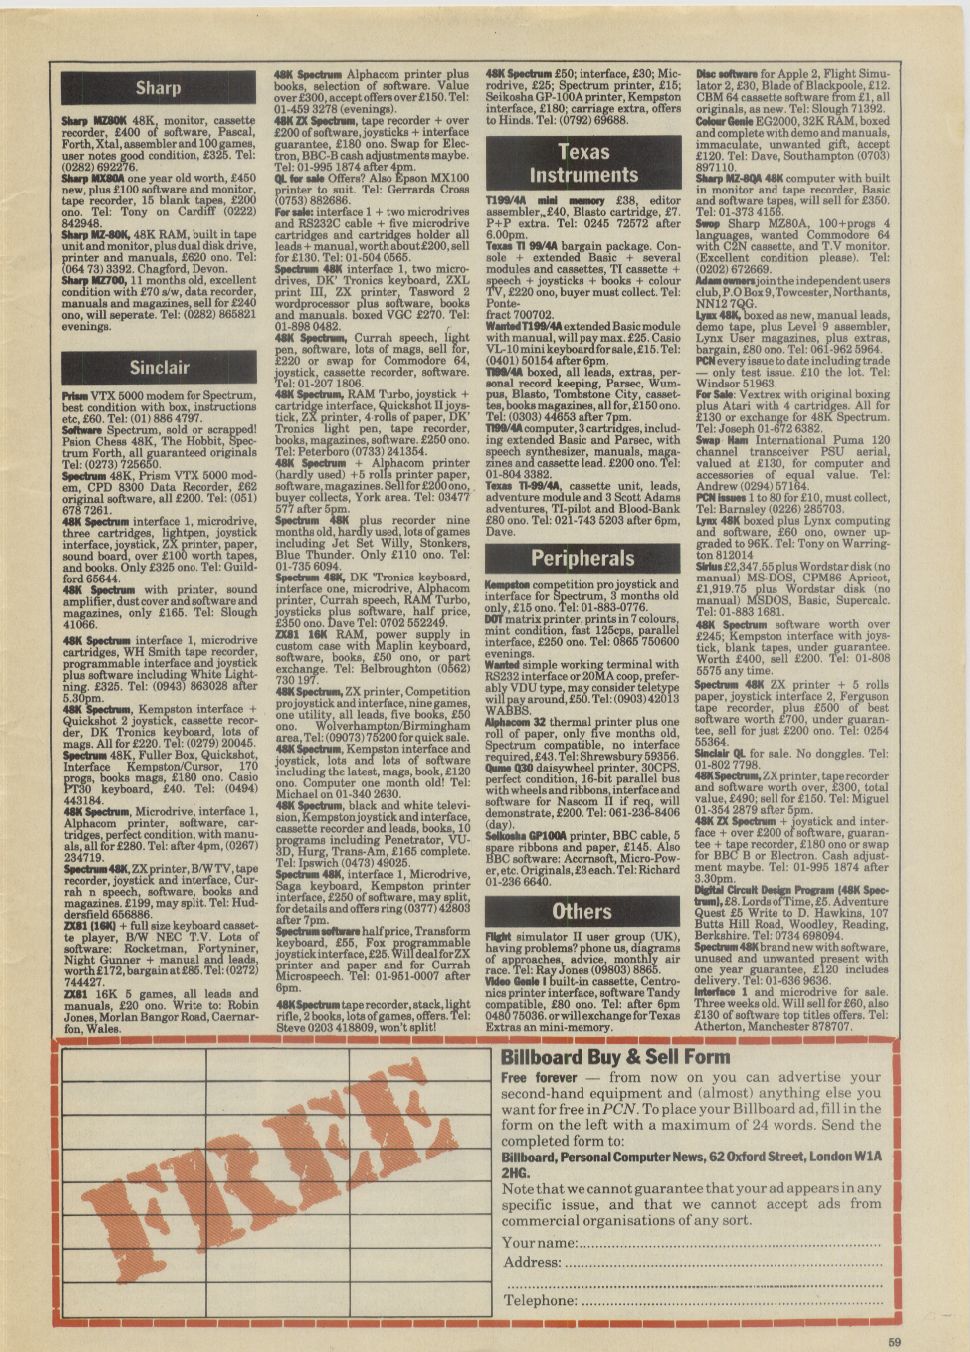 Sharp
Sharp MZ80K 48K, monitor, cassette
recorder, £400 of software, Pascal,
Forth, Xtal, assembler and 100 games,
user notes good condition, £325. Tel:
(0282) 692276.
Sharp MX80A one year old worth, £450
new, plus £100 software and monitor,
tape recorder, 15 blank tapes, £200
ono. Tel: Tony on Cardiff (0222)
842948.
Sharp MZ-80K, 48K RAM, built in tape
unit and monitor, plus dual disk drive,
printer and manuals, £620 ono. Tel:
(064 73) 3392. Chagford, Devon.
Sharp MZ700, 11 months old, excellent
condition with £70 a/w, data recorder,
manuals and magazines, sell for £240
ono, will seperate. Tel: (0282) 865821
evenings.
Sinclair
Prism VTX 5000 modem for Spectrum,
best condition with box, instructions
etc, £60. Tel: (01) 886 4797.
Software Spectrum, sold or scrapped!
Psion Chess 48K, The Hobbit, Spec-
trum Forth, all guaranteed originals
Tel: (0273) 725650.
Spectrum 48K, Prism VTX 5000 mod-
em, CPD 8300 Data Recorder, £62
original software, all £200. Tel: (051)
678 7261.
48K Spectrum interface 1, microdrive,
three cartridges, lightpen, joystick
interface, joystick, ZX printer, paper,
sound board, over £100 worth tapes,
and books. Only £325 ono. Tel: Guild-
ford 65644.
48K Spectrum with printer, sound
amplifier, dust cover and software and
magazines, only £165. Tel: Slough
41066.
48K Spectrum interface 1, microdrive
cartridges, WH Smith tape recorder,
programmable interface and joystick
plus software including White Light-
ning. £325. Tel: (0943) 863028 after
5.30pm.
48K Spectrum, Kempston interface +
Quickshot 2 joystick, cassette recor-
der, DK Tronics keyboard, lots of
mags. All for £220. Tel: (0279) 20045.
Spectrum 48K, Fuller Box, Quickshot,
Interface Kempston/Cursor, 170
progs, books mags, £180 ono. Casio
PT30 keyboard, £40. Tel: (0494)
443184.
48K Spectrum, Microdrive, interface 1,
Alphacom printer, software, car-
tridges, perfect condition, with manu-
als, all for £280. Tel: after 4pm, (0267)
234719.
Spectrum 48K, ZX printer, B/W TV, tape
recorder, joystick and interface, Cur-
rah n speech, software, books and
magazines. £199, may split. Tel: Hud-
dersfield 656886.
ZX81 (16K) + full size keyboard casset-
te player, B/W NEC T.V. Lots of
software: Rocketman, Fortyniner,
Night Gunner + manual and leads,
worth £172, bargain at £85. Tel: (0272)
744427.
ZX81 16K 5 games, all leads and
manuals, £20 ono. Write to: Robin
Jones, Morlan Bangor Road, Caernar-
fon, Wales.
48K Spectrum Alphacom printer plus
books, selection of software. Value
over £300, accept offers over £150. Tel:
01-459 3278 (evenings).
48K ZX Spectrum, tape recorder + over
£200 of software, joysticks + interface
guarantee, £180 ono. Swap for Elec-
tron, BBC-B cash adjustments maybe.
Tel: 01-995 1874 after 4pm.
QL for sale Offers? Also Epson MX100
printer to suit. Tel: Gerrards Cross
(0753) 882686.
For sale: interface 1 + two microdrives
and RS232C cable + five microdrive
cartridges and cartridges holder all
leads + manual, worth about £200, sell
for £130. Tel: 01-504 0565.
Spectrum 48K interface 1, two micro-
drives, DK' Tronics keyboard, ZXL
print III, ZX printer, Tasword 2
wordprocessor plus software, books
and manuals. boxed VGC £270. Tel:
01-898 0482.
48K Spectrum, Currah speech, light
pen, software, lots of mags, sell for,
£220 or swap for Commodore 64,
joystick, cassette recorder, software.
Tel: 01-207 1806.
48K Spectrum, RAM Turbo, joystick +
cartridge interface, Quickshot II joys-
tick, ZX printer, 4 rolls of paper, DK'
Tronics light pen, tape recorder,
books, magazines, software. £250 ono.
Tel: Peterboro (0733) 241354.
48K Spectrum + Alphacom printer
(hardly used) +5 rolls printer paper,
software, magazines. Sell for £200 ono,
buyer collects, York area. Tel: 03477
577 after 5pm.
Spectrum 48K plus recorder nine
months old, hardly used, lots of games
including Jet Set Willy, Stonkers,
Blue Thunder. Only £110 ono. Tel:
01-735 6094.
Spectrum 48K, DK 'Tronics keyboard,
interface one, microdrive, Alphacom
printer, Currah speech, RAM Turbo,
joysticks plus software, half price,
£350 ono. Dave Tel: 0702 552249.
ZX81 16K RAM, power supply in
custom case with Maplin keyboard,
software, books, £50 ono, or part
exchange. Tel: Belbroughton (0562)
730 197.
48K Spectrum, ZX printer, Competition
pro joystick and interface, nine games,
one utility, all leads, five books, £50
ono. Wolverhampton/Birmingham
area, Tel: (09073) 75200 for quick sale.
48K Spectrum, Kempston interface and
joystick, lots and lots of software
including the latest, mags, book, £120
ono. Computer one month old! Tel:
Michael on 01-340 2630.
48K Spectrum, black and white televi-
sion, Kempston joystick and interface,
cassette recorder and leads, books, 10
programs including Penetrator, VU-
3D, Hurg, Trans-Am, £165 complete.
Tel: Ipswich (0473) 49025.
48K Spectrum, interface 1, Microdrive,
Saga keyboard, Kempston printer
interface, £250 of software, may split,
for details and offers ring (0377) 42803
after 7pm.
Spectrum software half price, Transform
keyboard, £55, Fox programmable
joystick interface, £25. Will deal for ZX
printer and paper and for Currah
Microspeech. Tel: 01-951-0007 after
6pm.
48K Spectrum tape recorder, stack, light
rifle, 2 books, lots of games, offers. Tel:
Steve 0203 418809, won't split!
48K Spectrum £50; interface, £30; Mic-
rodrive, £25; Spectrum printer, £15;
Seikosha GP-100A printer, Kempston
interface, £180; carriage extra, offers
to Hinds. Tel: (0792) 69688.
Texas
Instruments
T199/4A mini memory £38, editor
assembler,, £40, Blasto cartridge, £7.
P+P extra. Tel: 0245 72572 after
6.00pm.
Texas TI 99/4A bargain package. Con-
sole + extended Basic + several
modules and cassettes, TI cassette +
speech + joysticks + books + colour
TV, £220 ono, buyer must collect. Tel:
Ponte-
fract 700702.
Wanted T199/4A extended Basic module
with manual, will pay max. £25. Casio
VL-10 mini keyboard for sale, £15. Tel:
(0401) 50154 after 6pm.
TI99/4A boxed, all leads, extras, per-
sonal record keeping, Parsec, Wum-
pus, Blasto, Tombstone City, casset-
tes, books magazines, all for, £150 ono.
Tel: (0303) 44653 after 7pm.
TI99/4A computer, 3 cartridges, includ-
ing extended Basic and Parsec, with
speech synthesizer, manuals, maga-
zines and cassette lead. £200 ono. Tel:
01-804 3382.
Texas TI-99/4A, cassette unit, leads,
adventure module and 3 Scott Adams
adventures, TI-pilot and Blood-Bank
£80 ono. Tel: 021-743 5203 after 6pm,
Dave.
Peripherals
Kempston competition pro joystick and
interface for Spectrum, 3 months old
only, £15 ono. Tel: 01-883-0776.
DOT matrix printer. prints in 7 colours,
mint condition, fast 125cps, parallel
interface, £250 ono. Tel: 0865 750600
evenings.
Wanted simple working terminal with
RS232 interface or 20MA coop, prefer-
ably VDU type, may consider teletype
will pay around, £50. Tel: (0903) 42013
WABBS.
Alphacom 32 thermal printer plus one
roll of paper, only five months old,
Spectrum compatible, no interface
required, £43. Tel: Shrewsbury 59356.
Qume Q30 daisywheel printer, 30CPS,
perfect condition, 16-bit parallel bus
with wheels and ribbons, interface and
software for Nascom II if req, will
demonstrate, £200. Tel: 061-236-8406
(day).
Seikosha GP100A printer, BBC cable, 5
spare ribbons and paper, £145. Also
BBC software: Accrnsoft, Micro-Pow-
er, etc. Originals, £3 each. Tel: Richard
01-236 6640.
Others
Flight simulator II user group (UK),
having problems? phone us, diagrams
of approaches, advice, monthly air
race. Tel: Ray Jones (09803) 8865.
Video Genie I built-in cassette, Centro-
nics printer interface, software Tandy
compatible, £80 ono. Tel: after 6pm
0480 75036. or will exchange for Texas
Extras an mini-memory.
Disc software for Apple 2, Flight Simu-
lator 2, £30, Blade of Blackpoole, £12.
CBM 64 cassette software from £1, all
originals, as new. Tel: Slough 71392.
Colour Genie EG2000, 32K RAM, boxed
and complete with demo and manuals,
immaculate, unwanted gift, accept
£120. Tel: Dave, Southampton (0703)
897110.
Sharp MZ-8QA 48K computer with built
in monitor and tape recorder, Basic
and software tapes, will sell for £350.
Tel: 01-373 4156.
Swop Sharp MZ80A, 100+progs 4
languages, wanted Commodore 64
with C2N cassette, and T.V monitor.
(Excellent condition please). Tel:
(0202) 672669.
Adam owners join the independent users
club, P.O Box 9, Towcester, Northants,
NN12 7QG.
Lynx 48K, boxed as new, manual leads,
demo tape, plus Level 9 assembler,
Lynx User magazines, plus extras,
bargain, £80 ono. Tel: 061-962 5964.
PCN every issue to date including trade
— only test issue. £10 the lot. Tel:
Windsor 51963
For Sale: Vextrex with original boxing
plus Atari with 4 cartridges. All for
£130 or exchange for 48K Spectrum.
Tel: Joseph 01-672 6382.
Swap Ham International Puma 120
channel transceiver PSU aerial,
valued at £130, for computer and
accessories of equal value. Tel:
Andrew (0294) 57164.
PCN issues 1 to 80 for £10, must collect,
Tel: Barnsley (0226) 285703.
Lynx 48K boxed plus Lynx computing
and software, £60 ono, owner up-
graded to 96K. Tel: Tony on Warring-
ton 812014
Sirius £2,347.55 plus Wordstar disk (no
manual) MS-DOS, CPM86 Apricot,
£1,919.75 plus Wordstar disk (no
manual) MSDOS, Basic, Supercalc.
Tel: 01-883 1681.
48K Spectrum software worth over
£245; Kempston interface with joys-
tick, blank tapes, under guarantee.
Worth £400, sell £200. Tel: 01-808
5575 any time.
Spectrum 48K ZX printer + 5 rolls
paper, joystick interface 2, Ferguson
tape recorder, plus £500 of best
software worth £700, under guaran-
tee, sell for just £200 ono. Tel: 0254
55364.
Sinclair QL for sale. No donggles. Tel:
01-802 7798.
48K Spectrum, ZX printer, tape recorder
and software worth over, £300, total
value, £490; sell for £150. Tel: Miguel
01-354 2879 after 5pm.
48K ZX Spectrum + joystick and inter-
face + over £200 of software, guaran-
tee + tape recorder, £180 ono or swap
for BBC B or Electron. Cash adjust-
ment maybe. Tel: 01-995 1874 after
3.30pm.
Digital Circuit Design Program (48K Spec-
trum), £8. Lords of Time, £5. Adventure
Quest £5 Write to D. Hawkins, 107
Butts Hill Road, Woodley, Reading,
Berkshire. Tel: 0734 698094.
Spectrum 48K brand new with software,
unused and unwanted present with
one year guarantee, £120 includes
delivery. Tel: 01-636 9636.
Interface 1 and microdrive for sale.
Three weeks old. Will sell for £60, also
£130 of software top titles offers. Tel:
Atherton, Manchester 878707.
FREE
Billboard Buy & Sell Form
Free forever — from now on you can advertise your
second-hand equipment and (almost) anything else you
want for free in PCN. To place your Billboard ad, fill in the
form on the left with a maximum of 24 words. Send the
completed form to:
Billboard, Personal Computer News, 62 Oxford Street, London W1A
2HG.
Note that we cannot guarantee that your ad appears in any
specific issue, and that we cannot accept ads from
commercial organisations of any sort.
Your name:
Address:
Telephone:
59